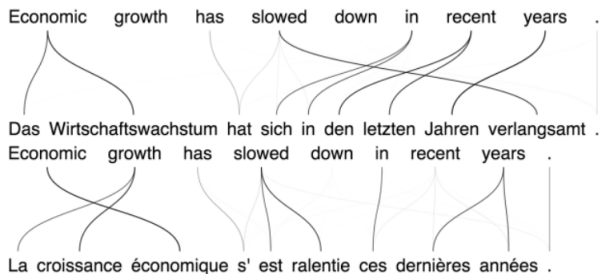 Economic growth has slowed down in recent years .
Das Wirtschaftswachstum hat sich in den letzten Jahren verlangsamt .
Economic growth has slowed down in recent years .
La croissance économique s' est ralentie ces dernières années .